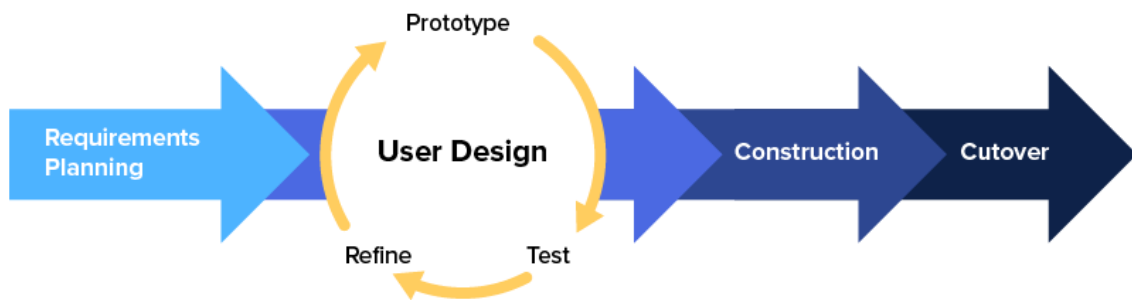 Prototype
Requirements
Planning
User Design
Construction
Cutover
Refine
Test